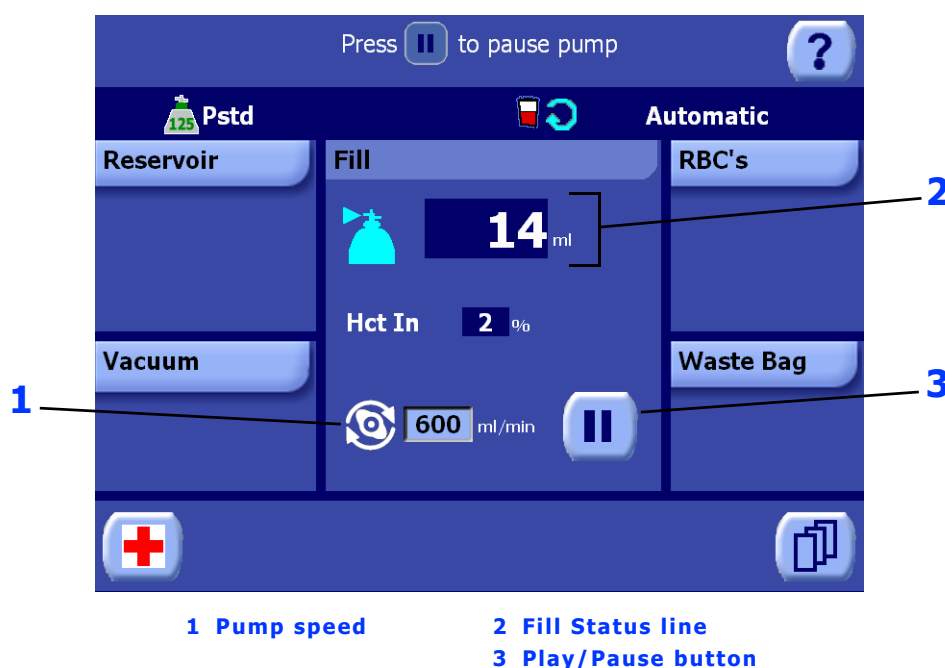 Press II to pause pump
?
125 Pstd
Automatic
Reservoir
Fill
RBC's
14 ml
2
Hct In 2 %
Vacuum
Waste Bag
1
600 ml/min
3
1 Pump speed
2 Fill Status line
3 Play/Pause button